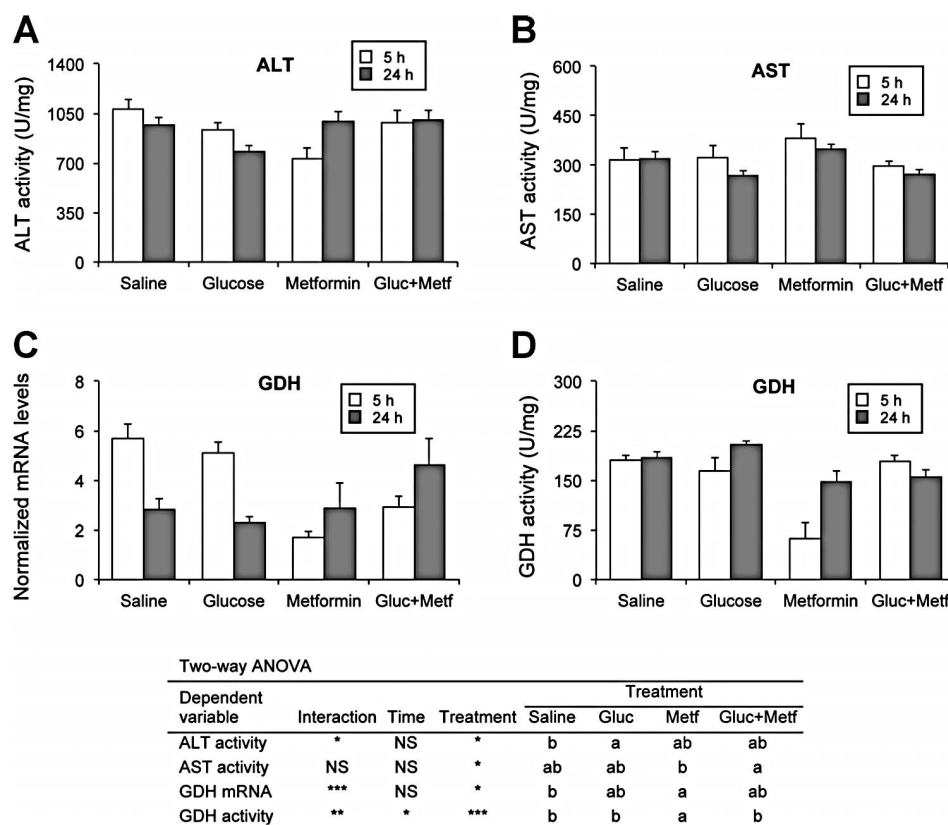 A
ALT
5 h
24 h
ALT activity (U/mg)
1400
1050
700
350
0
Saline Glucose Metformin Gluc+Metf
B
AST
5 h
24 h
AST activity (U/mg)
600
450
300
150
0
Saline Glucose Metformin Gluc+Metf
C
GDH
5 h
24 h
Normalized mRNA levels
8
6
4
2
0
Saline Glucose Metformin Gluc+Metf
D
GDH
5 h
24 h
GDH activity (U/mg)
300
225
150
75
0
Saline Glucose Metformin Gluc+Metf
Two-way ANOVA
Dependent variable Interaction Time Treatment Treatment
Saline Gluc Metf Gluc+Metf
ALT activity * NS * b a ab ab
AST activity NS NS * ab ab b a
GDH mRNA *** NS * b ab a ab
GDH activity ** * *** b b a b